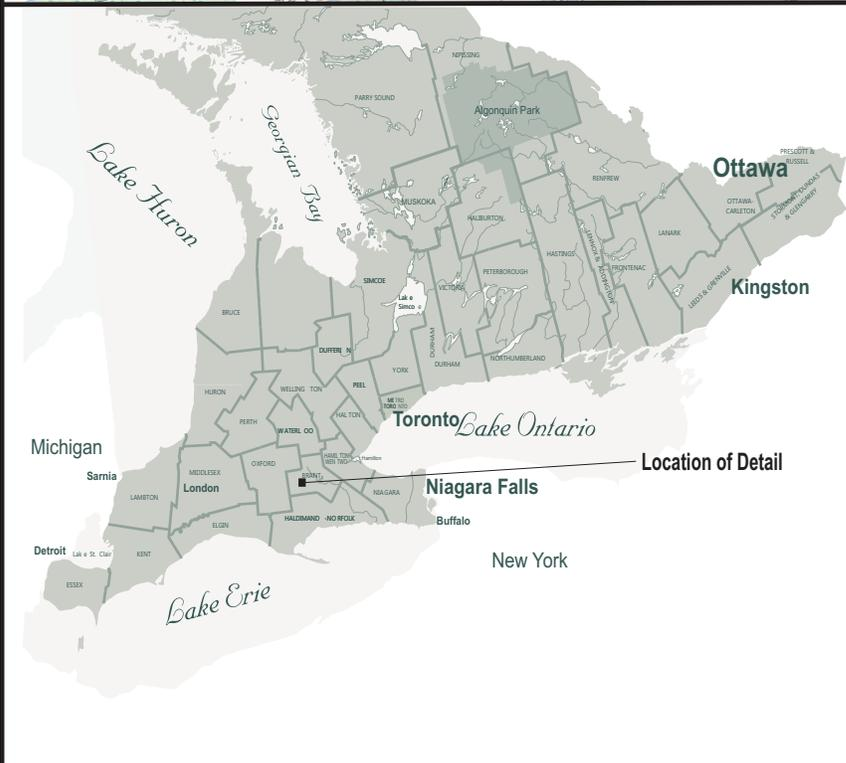 NIPISSING
PARRY SOUND
Algonquin Park
Georgian Bay
Lake Huron
Ottawa
PRESCOTT &
RUSSELL
RENFREW
MUSKOKA
OTTAWA-
CARLETON
STORMONT, DUNDAS
& GLENGARRY
HALIBURTON
LANARK
HASTINGS
LENNOX & ADDINGTON
FRONTENAC
SIMCOE
PETERBOROUGH
VICTORIA
LEEDS & GRENVILLE
Kingston
Lake
Simcoe
BRUCE
DURHAM
DUFFERIN
NORTHUMBERLAND
DURHAM
YORK
HURON
WELLINGTON
PEEL
METRO
TORONTO
HALTON
PERTH
Toronto
Lake Ontario
WATERLOO
Michigan
HAMILTON
WENTWO
Hamilton
OXFORD
Location of Detail
Sarnia
MIDDLESEX
BRANT
London
NIAGARA
Niagara Falls
LAMBTON
HALDIMAND -NORFOLK
Buffalo
ELGIN
Detroit
Lake St. Clair
KENT
New York
ESSEX
Lake Erie